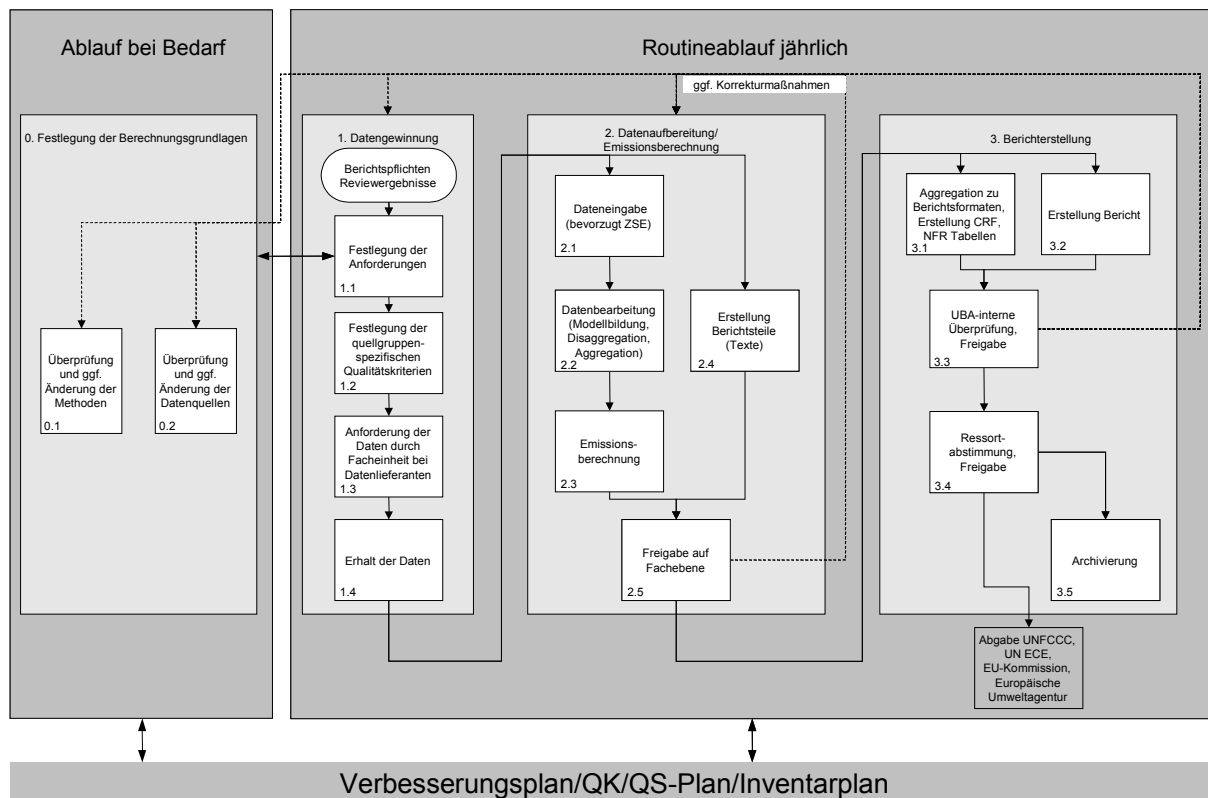 Ablauf bei Bedarf
Routineablauf jährlich
ggf. Korrekturmaßnahmen
0. Festlegung der Berechnungsgrundlagen
Überprüfung
und ggf.
Änderung der
Methoden
0.1
Überprüfung
und ggf.
Änderung der
Datenquellen
0.2
1. Datengewinnung
Berichtspflichten
Reviewergebnisse
Festlegung der
Anforderungen
1.1
Festlegung der
quellgruppen-
spezifischen
Qualitätskriterien
1.2
Anforderung der
Daten durch
Facheinheit bei
Datenlieferanten
1.3
Erhalt der Daten
1.4
2. Datenaufbereitung/
Emissionsberechnung
Dateneingabe
(bevorzugt ZSE)
2.1
Datenbearbeitung
(Modellbildung,
Disaggregation,
Aggregation)
2.2
Emissions-
berechnung
2.3
Erstellung
Berichtsteile
(Texte)
2.4
Freigabe auf
Fachebene
2.5
3. Berichterstellung
Aggregation zu
Berichtsformaten,
Erstellung CRF,
NFR Tabellen
3.1
Erstellung Bericht
3.2
UBA-interne
Überprüfung,
Freigabe
3.3
Ressort-
abstimmung,
Freigabe
3.4
Archivierung
3.5
Abgabe UNFCCC,
UN ECE,
EU-Kommission,
Europäische
Umweltagentur
Verbesserungsplan/QK/QS-Plan/Inventarplan